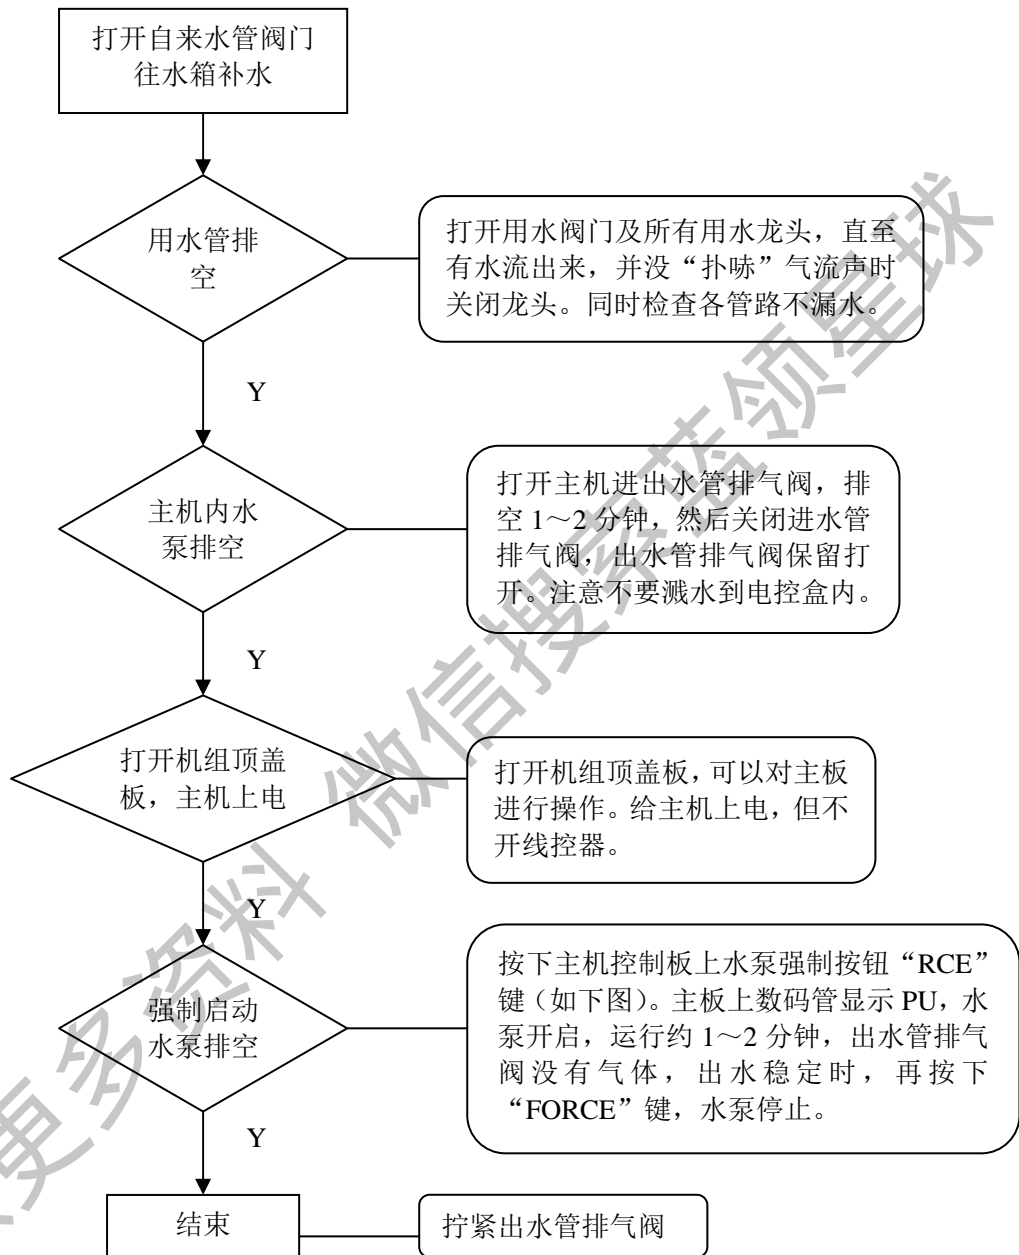 打开自来水管阀门
往水箱补水
用水管排
空
打开用水阀门及所有用水龙头，直至
有水流出来，并没“扑哧”气流声时
关闭龙头。同时检查各管路不漏水。
Y
主机内水
泵排空
打开主机进出水管排气阀，排
空 1～2 分钟，然后关闭进水管
排气阀，出水管排气阀保留打
开。注意不要溅水到电控盒内。
Y
打开机组顶盖
板，主机上电
打开机组顶盖板，可以对主板
进行操作。给主机上电，但不
开线控器。
Y
强制启动
水泵排空
按下主机控制板上水泵强制按钮“RCE”
键（如下图）。主板上数码管显示 PU，水
泵开启，运行约 1～2 分钟，出水管排气
阀没有气体，出水稳定时，再按下
“FORCE”键，水泵停止。
Y
结束
拧紧出水管排气阀
更多资料 微信搜索蓝领星球